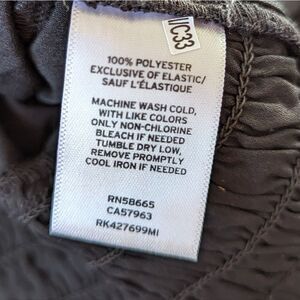 UC33
100% POLYESTER
EXCLUSIVE OF ELASTIC/
SAUF L'ÉLASTIQUE
MACHINE WASH COLD,
WITH LIKE COLORS
ONLY NON-CHLORINE
BLEACH IF NEEDED
TUMBLE DRY LOW,
REMOVE PROMPTLY
COOL IRON IF NEEDED
RN58665
CA57963
RK427699MI